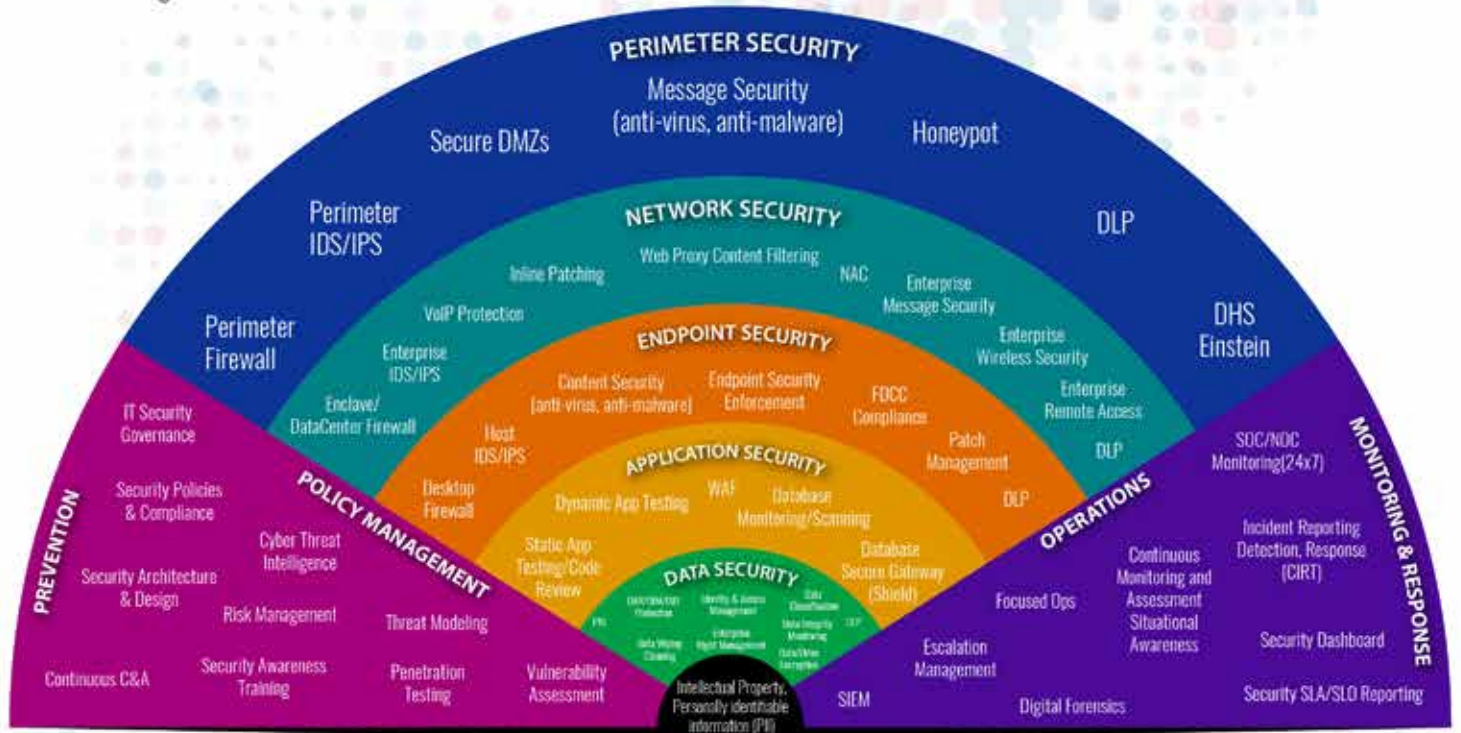 PERIMETER SECURITY
Message Security
(anti-virus, anti-malware)
Secure DMZs
Honeypot
Perimeter
IDS/IPS
DLP
Perimeter
Firewall
DHS
Einstein
NETWORK SECURITY
Web Proxy Content Filtering
Inline Patching
NAC
Enterprise
Message Security
VoIP Protection
Enterprise
Wireless Security
Enterprise
IDS/IPS
Enterprise
Remote Access
Enclave/
DataCenter Firewall
DLP
ENDPOINT SECURITY
Content Security
(anti-virus, anti-malware)
Endpoint Security
Enforcement
FDCC
Compliance
Host
IDS/IPS
Patch
Management
Desktop
Firewall
DLP
APPLICATION SECURITY
Dynamic App Testing
WAF
Database
Monitoring/Scanning
Static App
Testing/Code
Review
Database
Secure Gateway
(Shield)
DATA SECURITY
Protection
Identity & Access
Management
Data
Classification
PKI
Data Integrity
Monitoring
DLP
Data Wiping
Cleaning
Enterprise
Management
Encryption
Intellectual Property,
Personally identifiable
information (PII)
PREVENTION
POLICY MANAGEMENT
IT Security
Governance
Security Policies
& Compliance
Cyber Threat
Intelligence
Security Architecture
& Design
Risk Management
Threat Modeling
Continuous C&A
Security Awareness
Training
Penetration
Testing
Vulnerability
Assessment
OPERATIONS
MONITORING & RESPONSE
SOC/NOC
Monitoring(24x7)
Incident Reporting
Detection, Response
(CIRT)
Continuous
Monitoring and
Assessment
Situational
Awareness
Focused Ops
Escalation
Management
Security Dashboard
SIEM
Digital Forensics
Security SLA/SLO Reporting